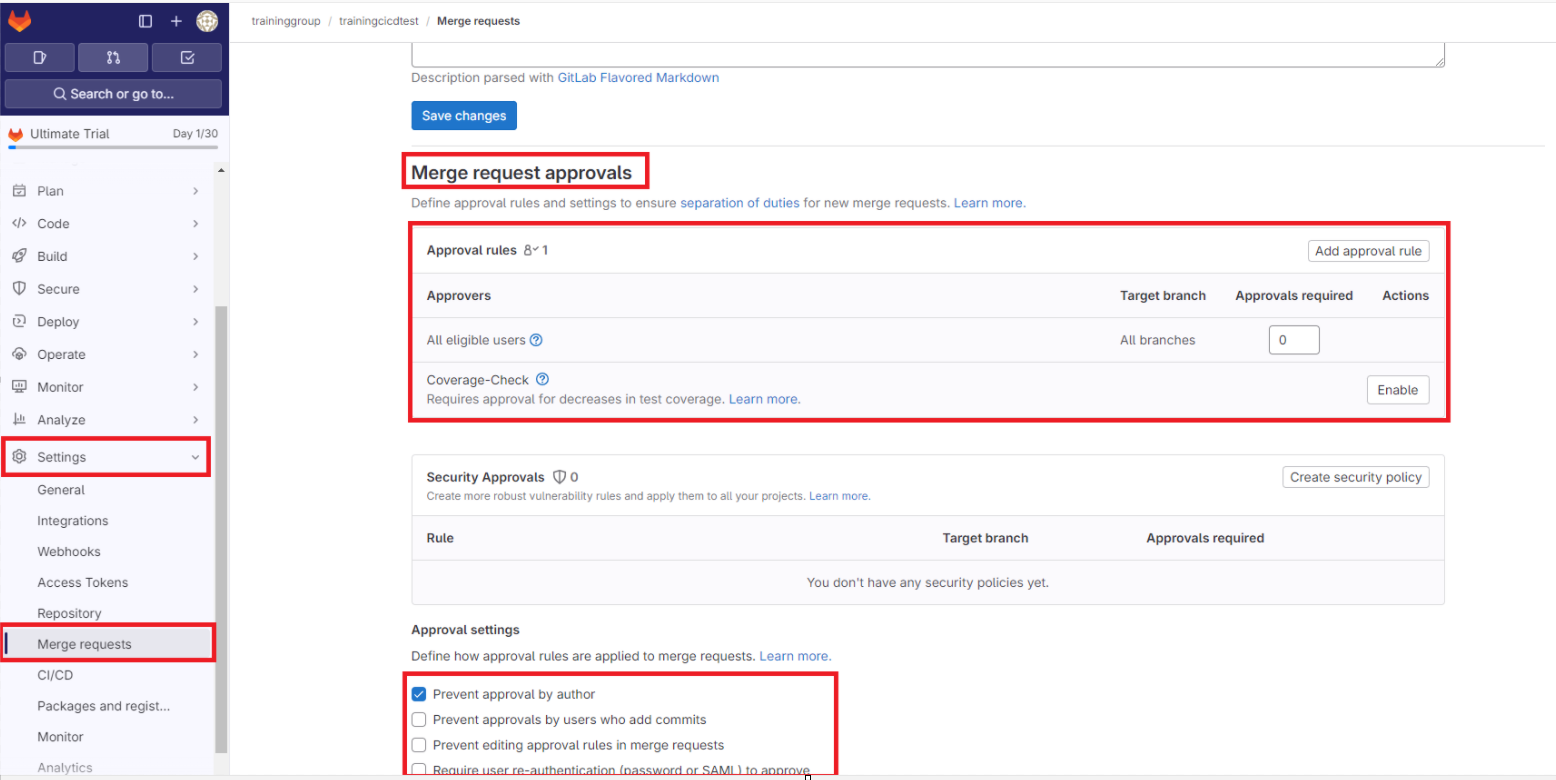 traininggroup / trainingcicdtest / Merge requests
Search or go to...
Ultimate Trial Day 1/30
Plan
Code
Build
Secure
Deploy
Operate
Monitor
Analyze
Settings
General
Integrations
Webhooks
Access Tokens
Repository
Merge requests
CI/CD
Packages and regist...
Monitor
Analytics
Description parsed with GitLab Flavored Markdown
Save changes
Merge request approvals
Define approval rules and settings to ensure separation of duties for new merge requests. Learn more.
Approval rules 1
Add approval rule
Approvers Target branch Approvals required Actions
All eligible users All branches 0
Coverage-Check
Requires approval for decreases in test coverage. Learn more.
Enable
Security Approvals 0
Create more robust vulnerability rules and apply them to all your projects. Learn more.
Create security policy
Rule Target branch Approvals required
You don't have any security policies yet.
Approval settings
Define how approval rules are applied to merge requests. Learn more.
Prevent approval by author
Prevent approvals by users who add commits
Prevent editing approval rules in merge requests
Require user re-authentication (password or SAML) to approve